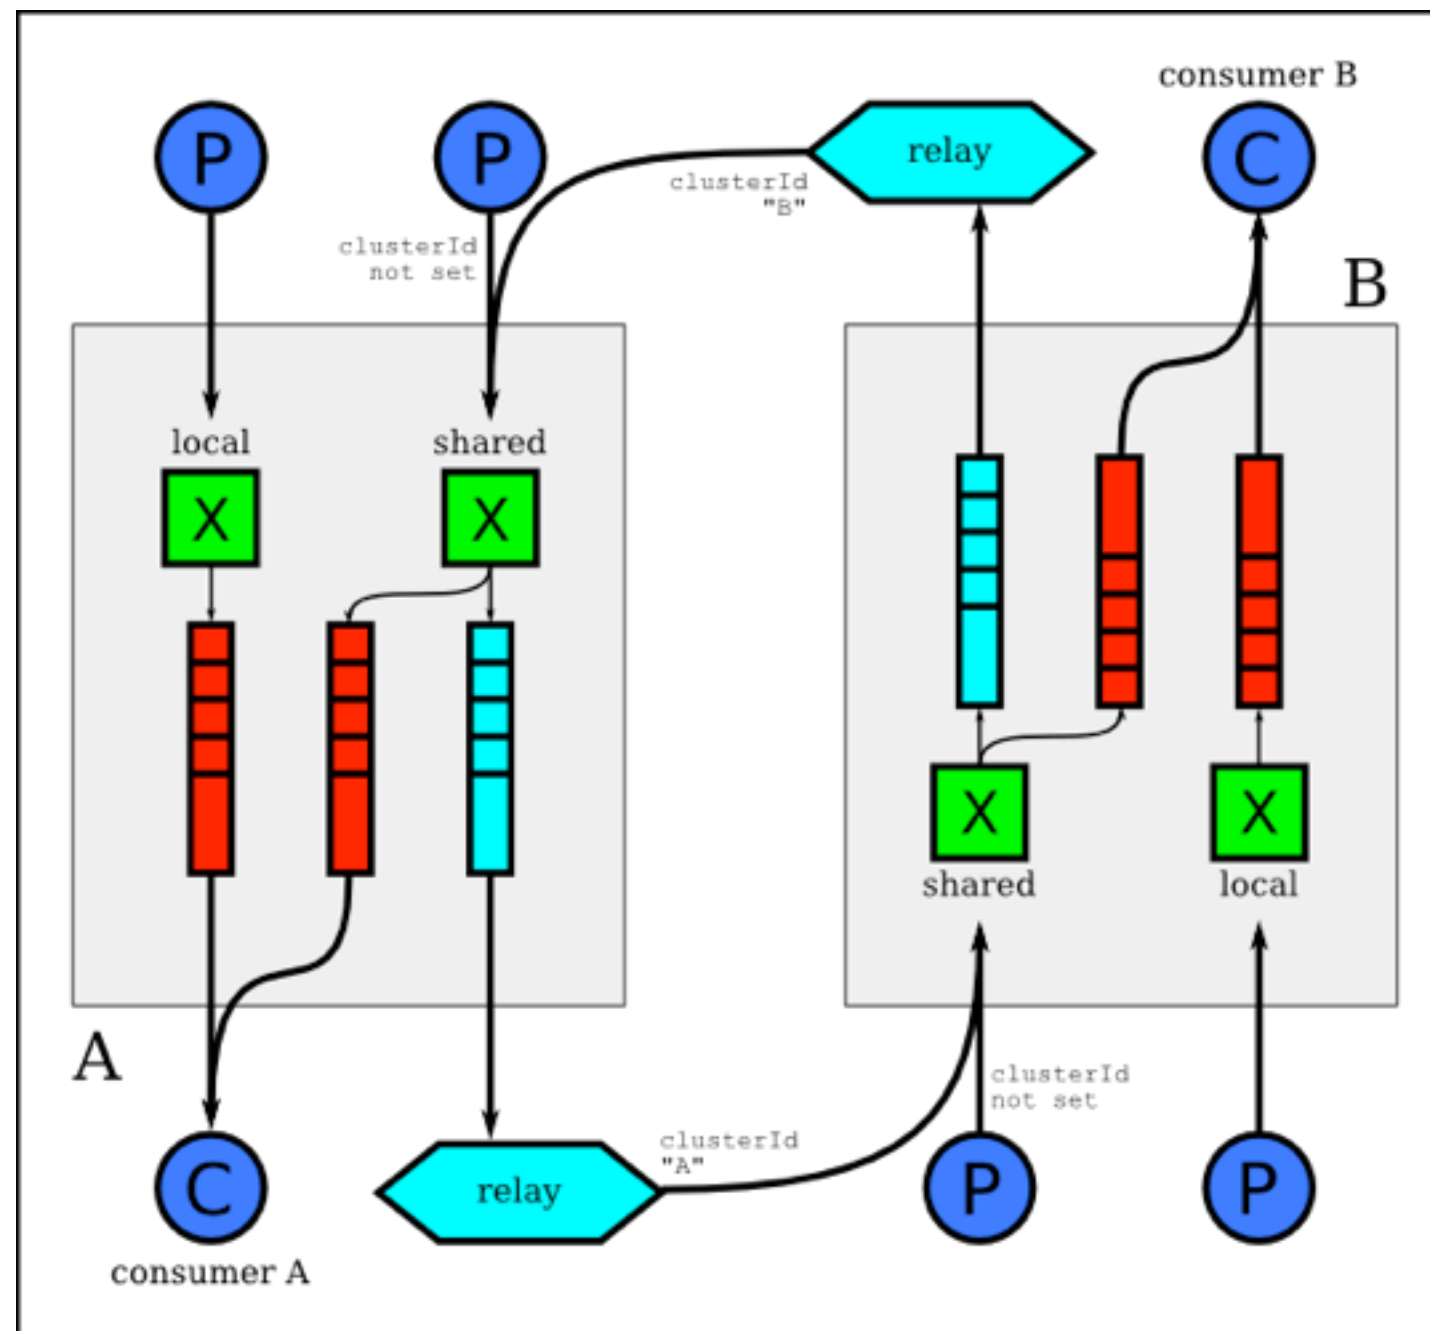 consumer B
P
P
relay
C
clusterId
"B"
clusterId
not set
B
local
shared
X
X
X
X
shared
local
A
clusterId
not set
clusterId
"A"
C
relay
P
P
consumer A